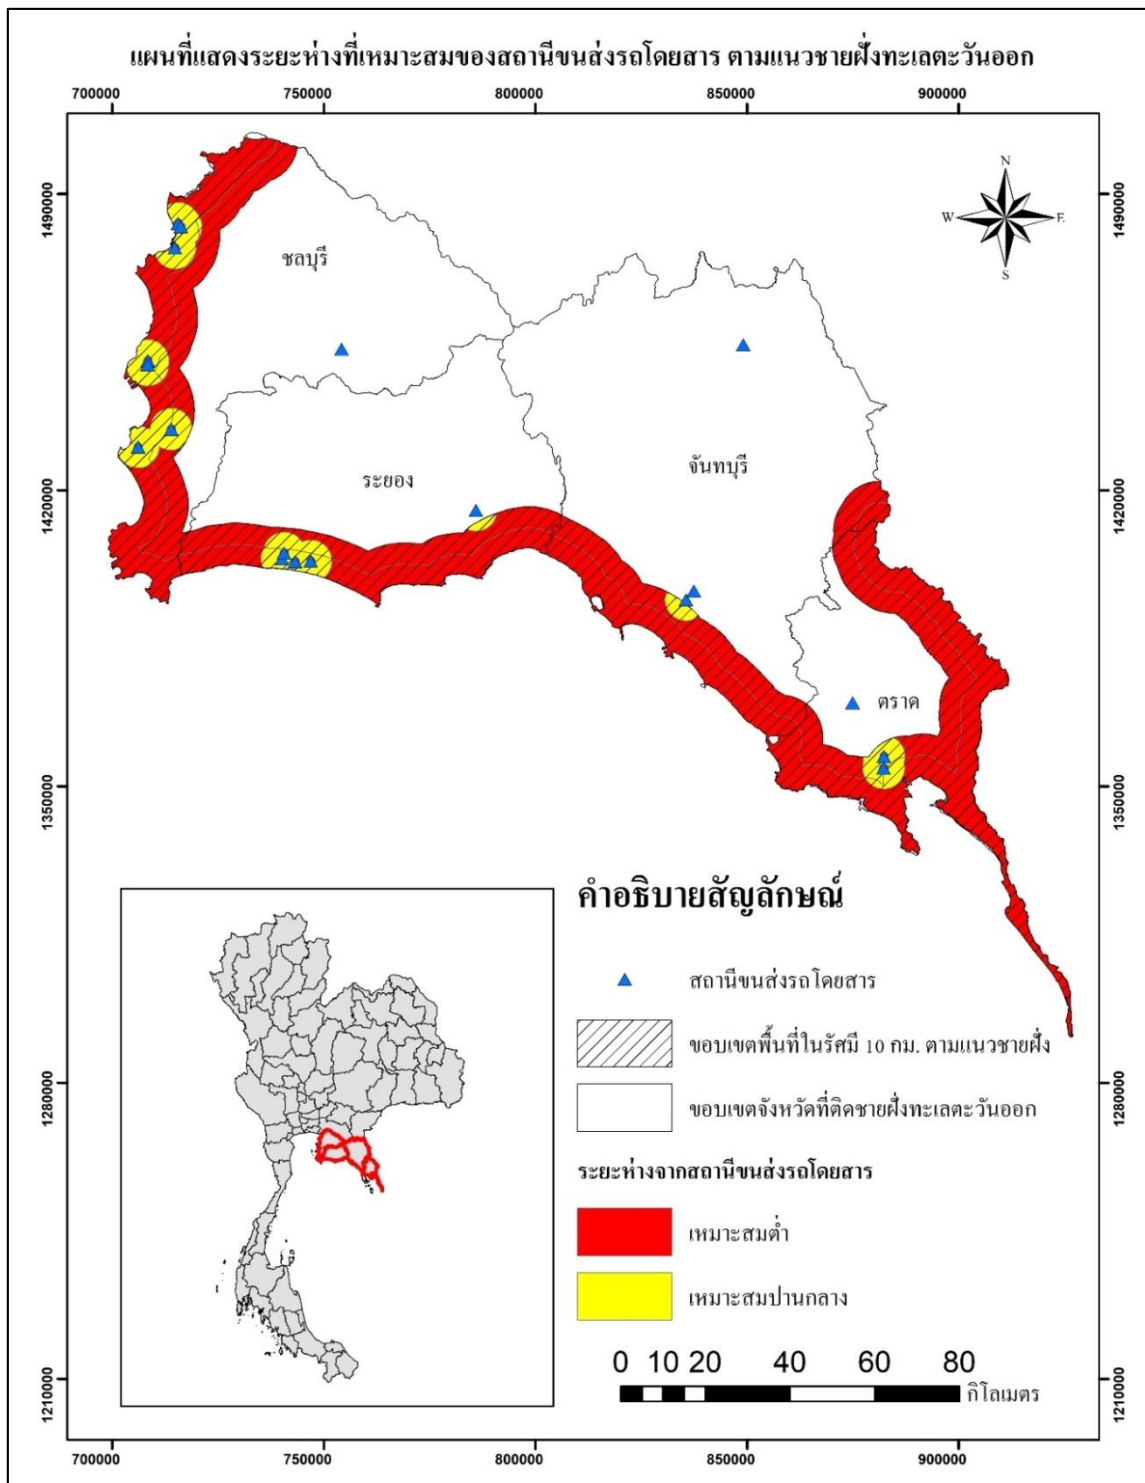 แผนที่แสดงระยะห่างที่เหมาะสมของสถานีขนส่งรถโดยสาร ตามแนวชายฝั่งทะเลตะวันออก
700000 750000 800000 850000 900000
1490000 1490000
N
W E
S
ชลบุรี
ระยอง
จันทบุรี
1420000 1420000
ตราด
1350000 1350000
คำอธิบายสัญลักษณ์
สถานีขนส่งรถโดยสาร
ขอบเขตพื้นที่ในรัศมี 10 กม. ตามแนวชายฝั่ง
1280000 1280000
ขอบเขตจังหวัดที่ติดชายฝั่งทะเลตะวันออก
ระยะห่างจากสถานีขนส่งรถโดยสาร
เหมาะสมต่ำ
เหมาะสมปานกลาง
0 10 20 40 60 80
กิโลเมตร
1210000 1210000
700000 750000 800000 850000 900000